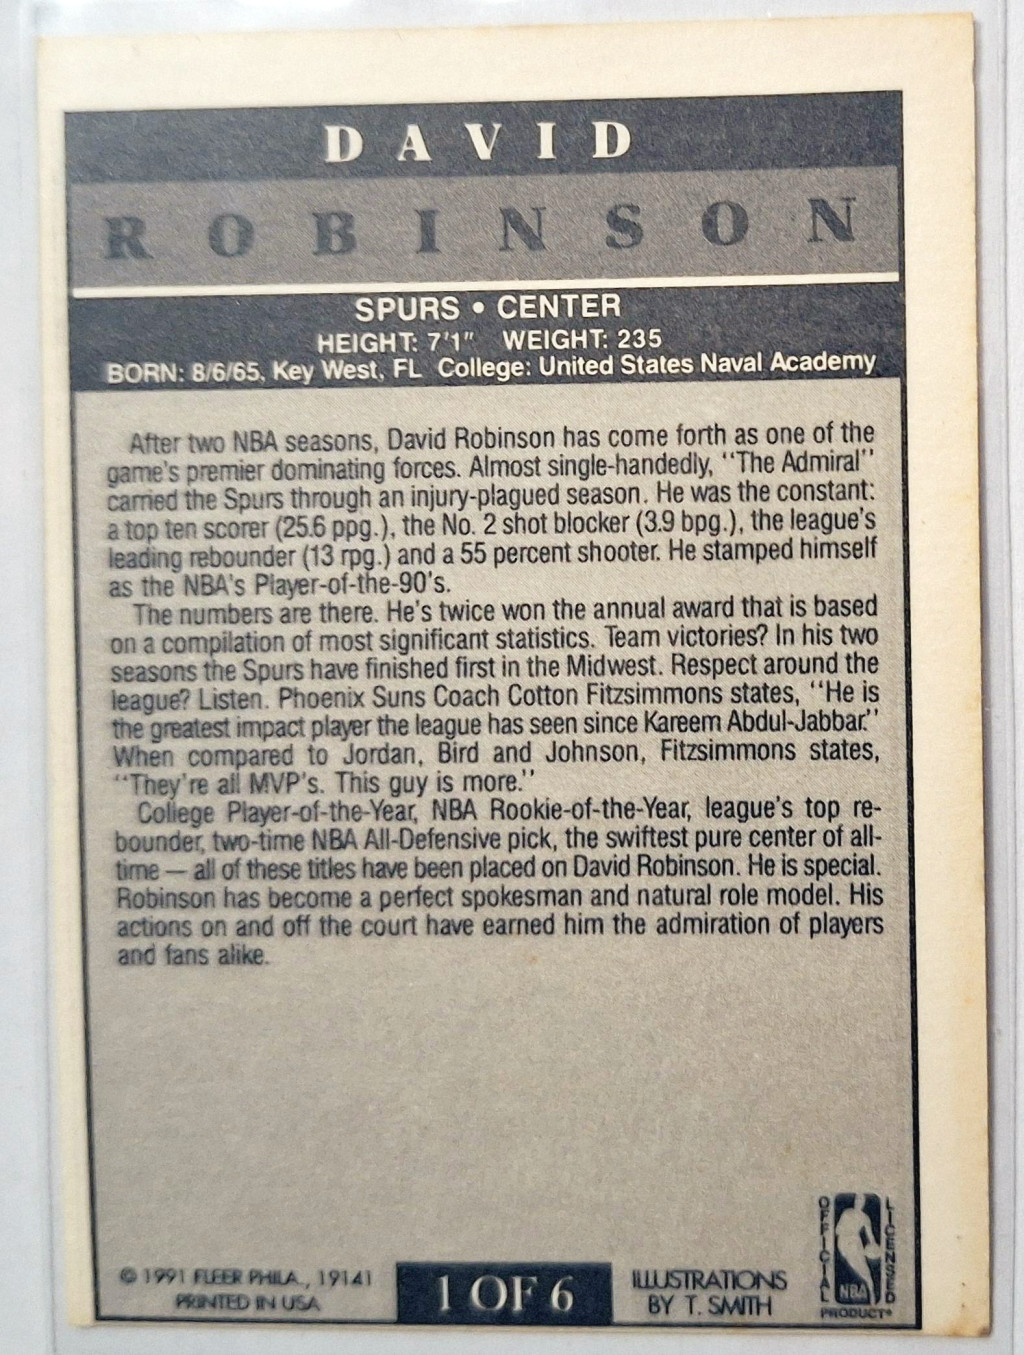 DAVID
ROBINSON
SPURS • CENTER
HEIGHT: 7'1" WEIGHT: 235
BORN: 8/6/65, Key West, FL College: United States Naval Academy
After two NBA seasons, David Robinson has come forth as one of the
game's premier dominating forces. Almost single-handedly, "The Admiral"
carried the Spurs through an injury-plagued season. He was the constant:
a top ten scorer (25.6 ppg.), the No. 2 shot blocker (3.9 bpg.), the league's
leading rebounder (13 rpg.) and a 55 percent shooter. He stamped himself
as the NBA's Player-of-the-90's.
The numbers are there. He's twice won the annual award that is based
on a compilation of most significant statistics. Team victories? In his two
seasons the Spurs have finished first in the Midwest. Respect around the
league? Listen. Phoenix Suns Coach Cotton Fitzsimmons states, "He is
the greatest impact player the league has seen since Kareem Abdul-Jabbar."
When compared to Jordan, Bird and Johnson, Fitzsimmons states,
"They're all MVP's. This guy is more."
College Player-of-the-Year, NBA Rookie-of-the-Year, league's top re-
bounder, two-time NBA All-Defensive pick, the swiftest pure center of all-
time — all of these titles have been placed on David Robinson. He is special.
Robinson has become a perfect spokesman and natural role model. His
actions on and off the court have earned him the admiration of players
and fans alike.
© 1991 FLEER PHILA., 19141
PRINTED IN USA
1 OF 6
ILLUSTRATIONS
BY T. SMITH
OFFICIAL
NBA
LICENSED
PRODUCT®